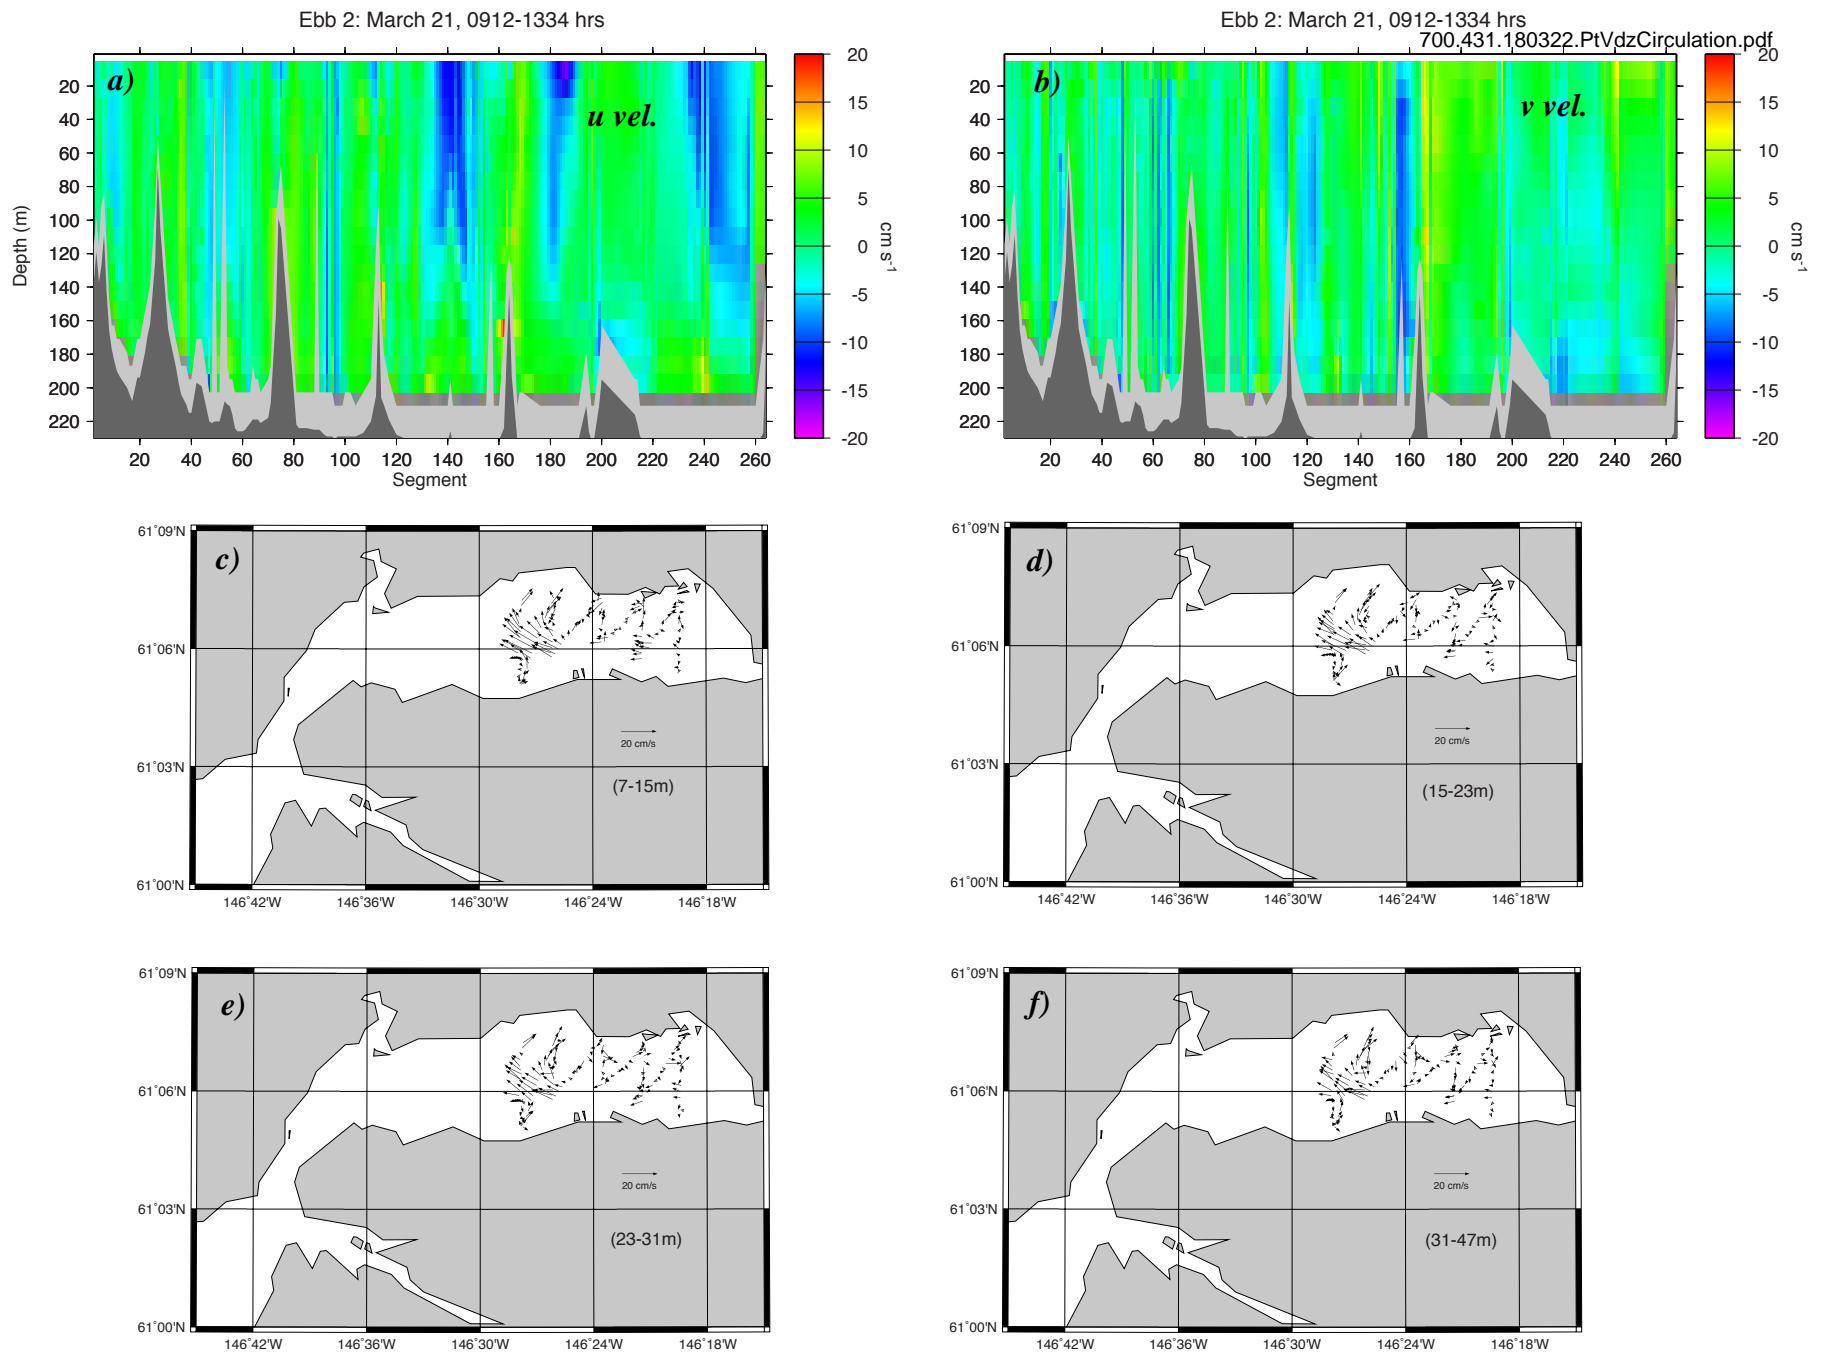 Ebb 2: March 21, 0912-1334 hrs
Ebb 2: March 21, 0912-1334 hrs
700.431.180322.PtVdzCirculation.pdf
a)
u vel.
20
40
60
80
100
120
140
160
180
200
220
Depth (m)
20 40 60 80 100 120 140 160 180 200 220 240 260
Segment
20
15
10
5
0
-5
-10
-15
-20
cm s-1
b)
v vel.
20
40
60
80
100
120
140
160
180
200
220
20 40 60 80 100 120 140 160 180 200 220 240 260
Segment
20
15
10
5
0
-5
-10
-15
-20
cm s-1
c)
61˚09'N
61˚06'N
61˚03'N
61˚00'N
20 cm/s
(7-15m)
146˚42'W 146˚36'W 146˚30'W 146˚24'W 146˚18'W
d)
61˚09'N
61˚06'N
61˚03'N
61˚00'N
20 cm/s
(15-23m)
146˚42'W 146˚36'W 146˚30'W 146˚24'W 146˚18'W
e)
61˚09'N
61˚06'N
61˚03'N
61˚00'N
20 cm/s
(23-31m)
146˚42'W 146˚36'W 146˚30'W 146˚24'W 146˚18'W
f)
61˚09'N
61˚06'N
61˚03'N
61˚00'N
20 cm/s
(31-47m)
146˚42'W 146˚36'W 146˚30'W 146˚24'W 146˚18'W